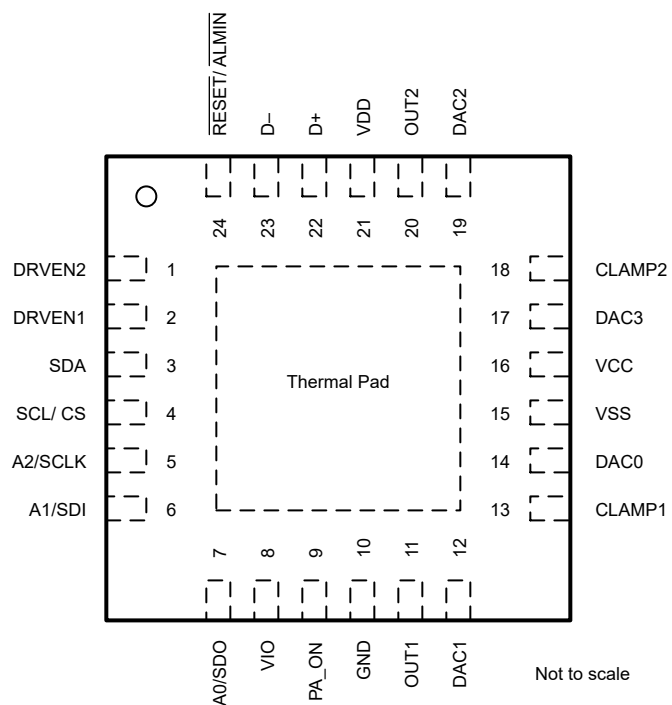 RESET/ ALMIN
D–
D+
VDD
OUT2
DAC2
24
23
22
21
20
19
DRVEN2
1
18
CLAMP2
DRVEN1
2
17
DAC3
SDA
3
16
VCC
Thermal Pad
SCL/ CS
4
15
VSS
A2/SCLK
5
14
DAC0
A1/SDI
6
13
CLAMP1
7
8
9
10
11
12
A0/SDO
VIO
PA_ON
GND
OUT1
DAC1
Not to scale